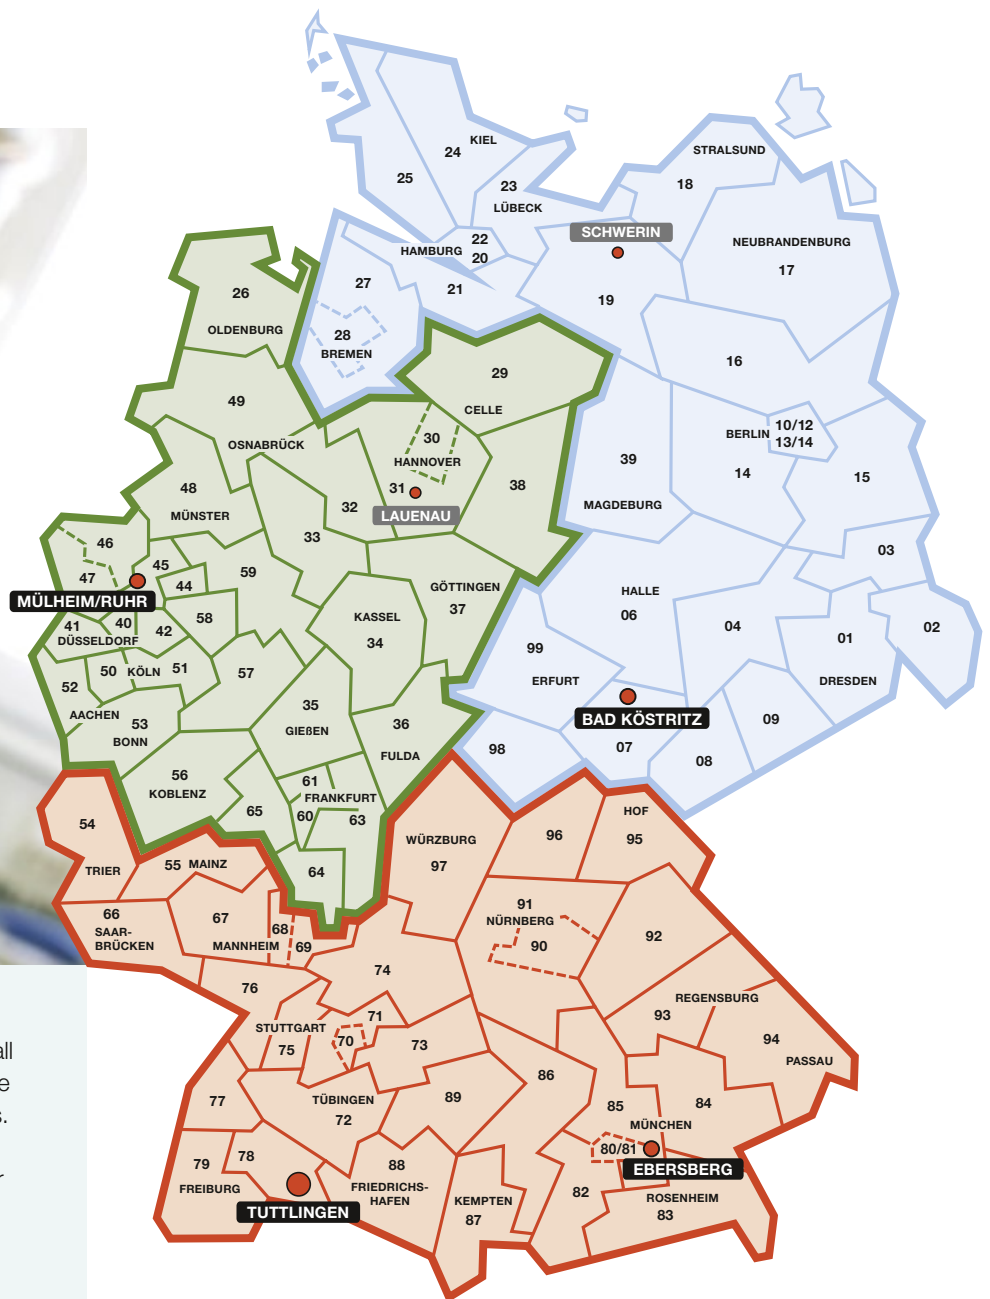 KIEL
24
25
23
LÜBECK
STRALSUND
18
SCHWERIN
NEUBRANDENBURG
17
22
HAMBURG
20
21
19
27
28
BREMEN
26
OLDENBURG
16
29
CELLE
49
OSNABRÜCK
30
HANNOVER
31
LAUENAU
BERLIN
10/12
13/14
14
15
39
MAGDEBURG
38
48
MÜNSTER
32
33
46
47
45
44
MÜLHEIM/RUHR
59
58
41
40
42
DÜSSELDORF
GÖTTINGEN
37
KASSEL
34
HALLE
06
03
04
01
02
DRESDEN
99
ERFURT
BAD KÖSTRITZ
50
KÖLN
51
57
52
AACHEN
53
BONN
35
GIEßEN
36
FULDA
98
07
08
09
56
KOBLENZ
65
61
FRANKFURT
60
63
64
54
TRIER
55 MAINZ
WÜRZBURG
97
96
HOF
95
66
SAAR-
BRÜCKEN
67
MANNHEIM
68
69
91
NÜRNBERG
90
92
74
76
STUTTGART
75
71
70
73
REGENSBURG
93
94
PASSAU
all
e
s.
r
77
TÜBINGEN
72
89
86
85
MÜNCHEN
84
80/81
EBERSBERG
79
78
FREIBURG
TUTTLINGEN
88
FRIEDRICHS-
HAFEN
KEMPTEN
87
82
ROSENHEIM
83